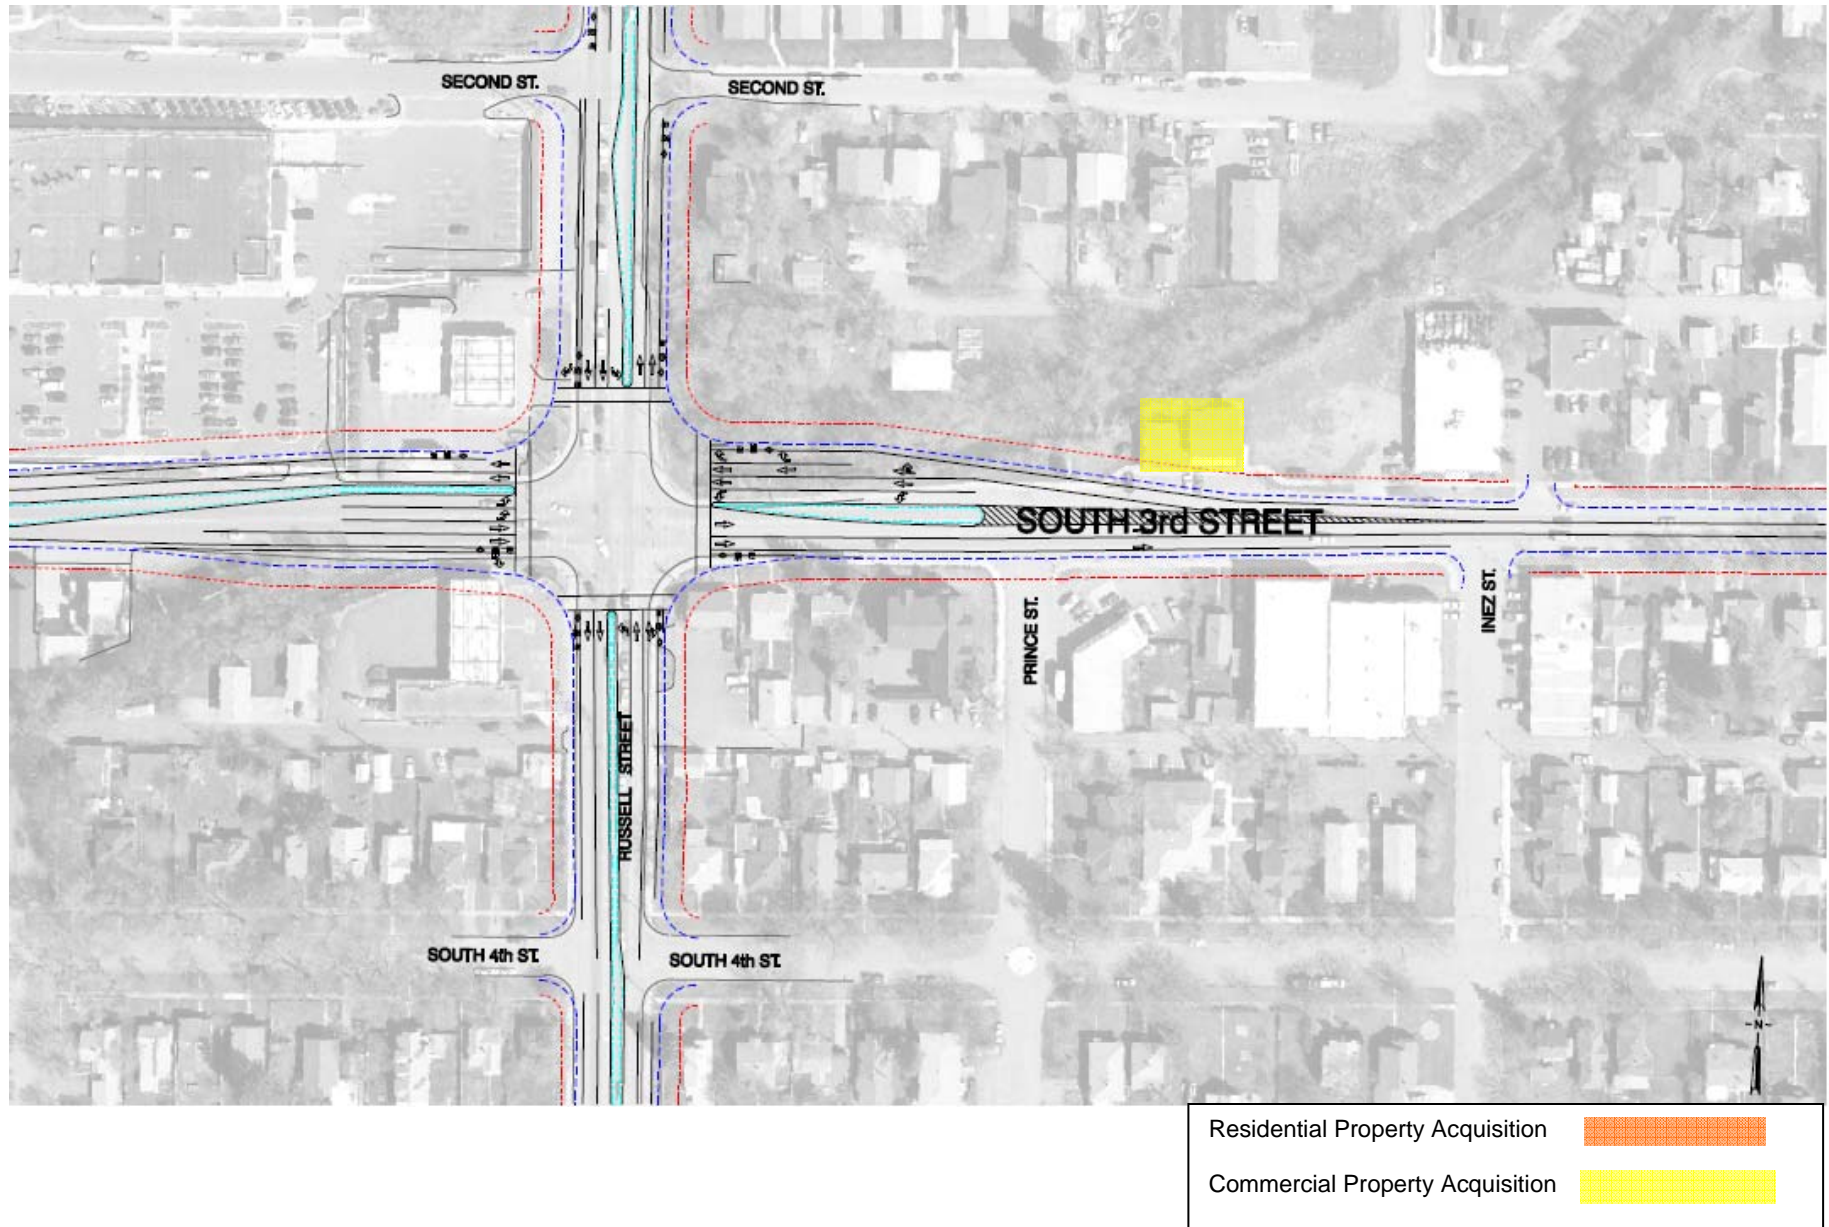 SECOND ST.
SECOND ST.
SOUTH 3rd STREET
PRINCE ST.
INEZ ST.
RUSSELL STREET
SOUTH 4th ST.
SOUTH 4th ST.
-N-
Residential Property Acquisition
Commercial Property Acquisition